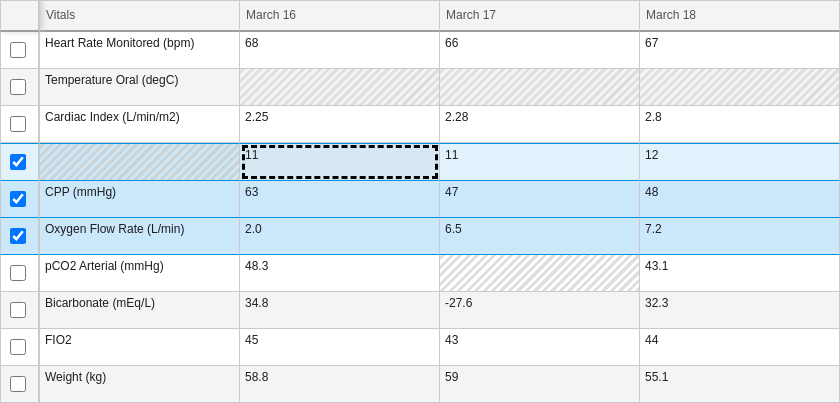 Vitals March 16 March 17 March 18
Heart Rate Monitored (bpm) 68 66 67
Temperature Oral (degC)
Cardiac Index (L/min/m2) 2.25 2.28 2.8
11 11 12
CPP (mmHg) 63 47 48
Oxygen Flow Rate (L/min) 2.0 6.5 7.2
pCO2 Arterial (mmHg) 48.3 43.1
Bicarbonate (mEq/L) 34.8 -27.6 32.3
FIO2 45 43 44
Weight (kg) 58.8 59 55.1